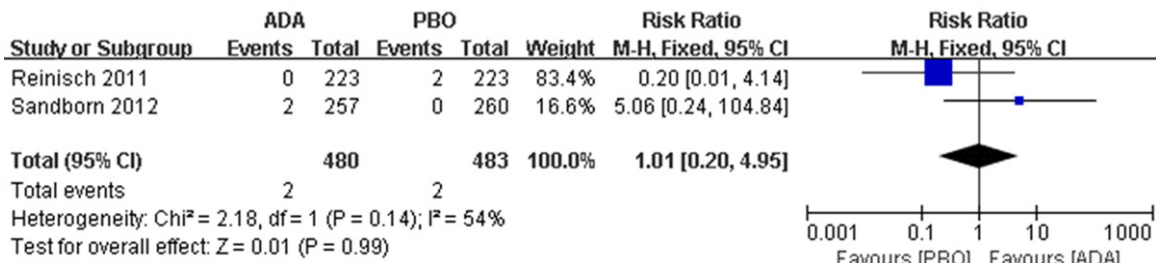 ADA PBO Risk Ratio Risk Ratio
Study or Subgroup Events Total Events Total Weight M-H, Fixed, 95% CI M-H, Fixed, 95% CI
Reinisch 2011 0 223 2 223 83.4% 0.20 [0.01, 4.14]
Sandborn 2012 2 257 0 260 16.6% 5.06 [0.24, 104.84]
Total (95% CI) 480 483 100.0% 1.01 [0.20, 4.95]
Total events 2 2
Heterogeneity: Chi² = 2.18, df = 1 (P = 0.14); I² = 54%
Test for overall effect: Z = 0.01 (P = 0.99)
0.001 0.1 1 10 1000
Favours [PBO] Favours [ADA]